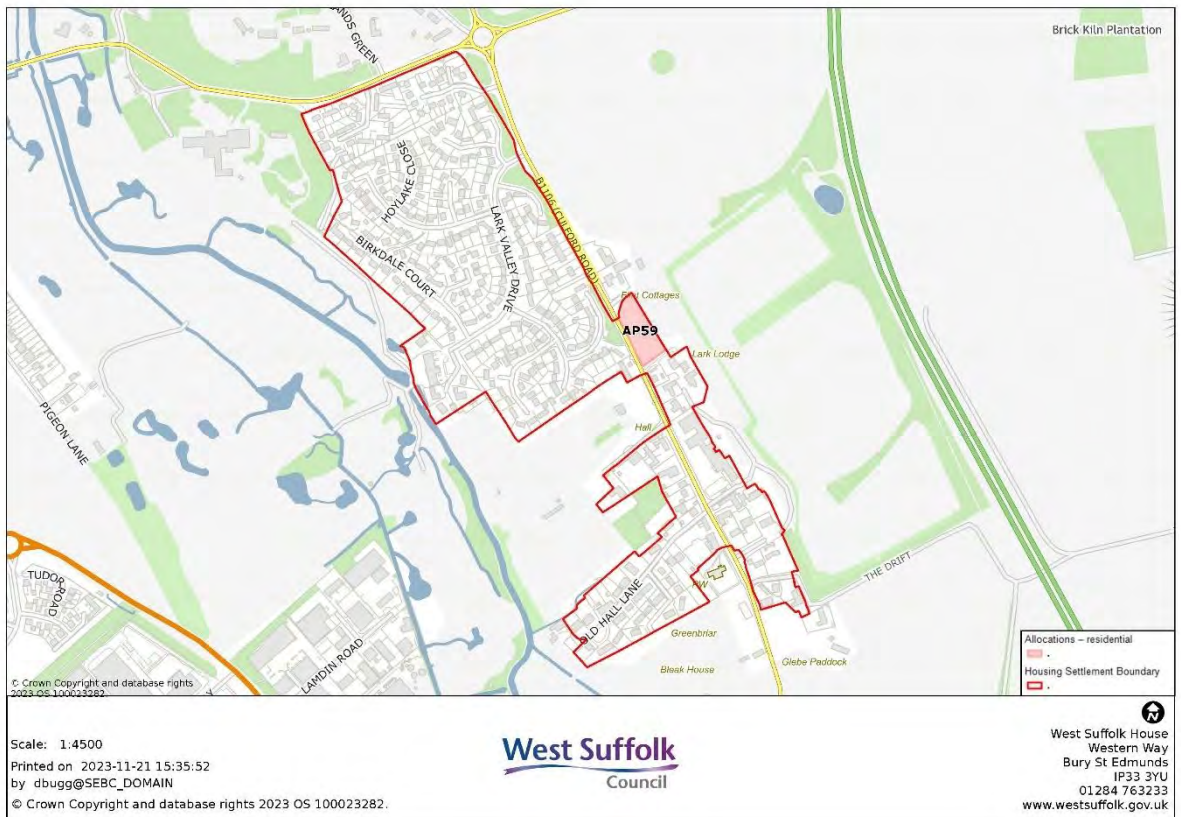 Brick Kiln Plantation
ANDS GREEN
HOYLAKE CLOSE
BIRKDALE COURT
LARK VALLEY DRIVE
B1106 (CULFORD ROAD)
Cottages
AP59
Lark Lodge
PIGEON LANE
Hall
THE DRIFT
TUDOR
ROAD
OLD HALL LANE
PW
LAMDIN ROAD
Greenbriar
Bleak House
Glebe Paddock
Allocations – residential
.
Housing Settlement Boundary
.
© Crown Copyright and database rights
2023 OS 100023282.
Scale: 1:4500
Printed on 2023-11-21 15:35:52
by dbugg@SEBC_DOMAIN
© Crown Copyright and database rights 2023 OS 100023282.
West Suffolk
Council
N
West Suffolk House
Western Way
Bury St Edmunds
IP33 3YU
01284 763233
www.westsuffolk.gov.uk